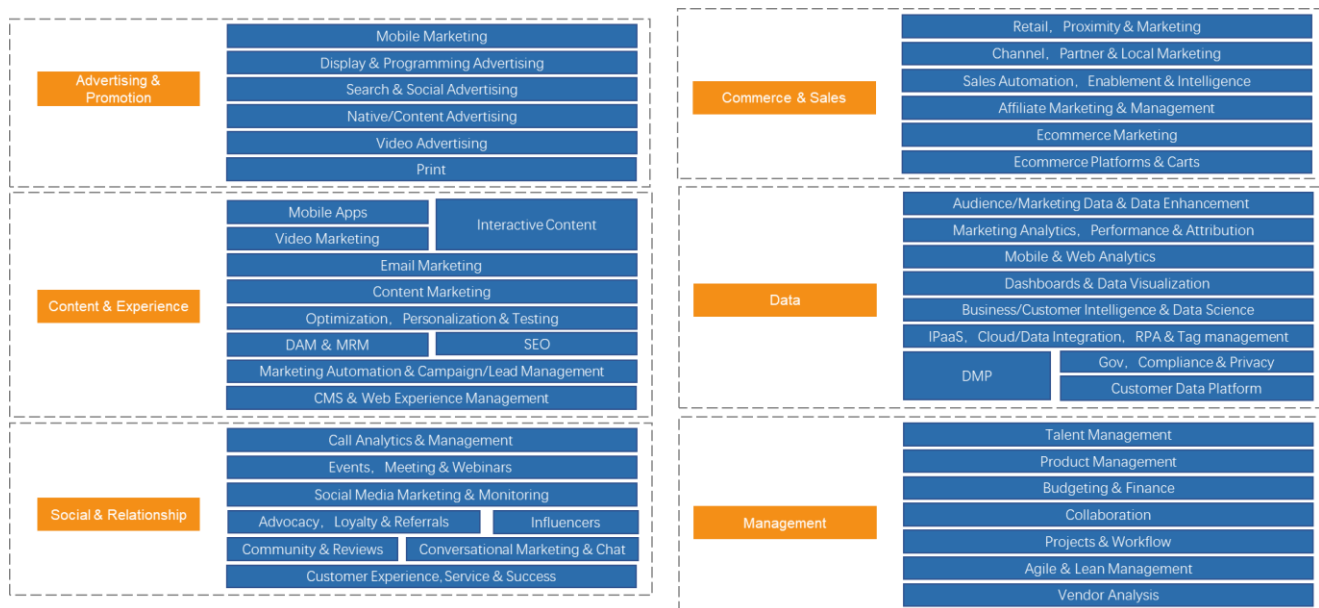 Advertising &
Promotion
Mobile Marketing
Display & Programming Advertising
Search & Social Advertising
Native/Content Advertising
Video Advertising
Print
Content & Experience
Mobile Apps
Video Marketing
Interactive Content
Email Marketing
Content Marketing
Optimization, Personalization & Testing
DAM & MRM
SEO
Marketing Automation & Campaign/Lead Management
CMS & Web Experience Management
Social & Relationship
Call Analytics & Management
Events, Meeting & Webinars
Social Media Marketing & Monitoring
Advocacy, Loyalty & Referrals
Influencers
Community & Reviews
Conversational Marketing & Chat
Customer Experience, Service & Success
Commerce & Sales
Retail, Proximity & Marketing
Channel, Partner & Local Marketing
Sales Automation, Enablement & Intelligence
Affiliate Marketing & Management
Ecommerce Marketing
Ecommerce Platforms & Carts
Data
Audience/Marketing Data & Data Enhancement
Marketing Analytics, Performance & Attribution
Mobile & Web Analytics
Dashboards & Data Visualization
Business/Customer Intelligence & Data Science
IPaaS, Cloud/Data Integration, RPA & Tag management
DMP
Gov, Compliance & Privacy
Customer Data Platform
Management
Talent Management
Product Management
Budgeting & Finance
Collaboration
Projects & Workflow
Agile & Lean Management
Vendor Analysis